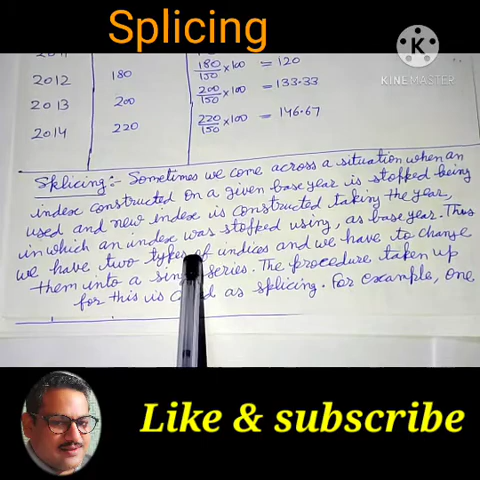 Splicing
KINEMASTER
180/150 x 100 = 120
2012 180
200/150 x 100 = 133.33
2013 200
220/150 x 100 = 146.67
2014 220
Splicing:- Sometimes we come across a situation when an
index constructed on a given base year is stopped being
used and new index is constructed taking the year,
in which an index was stopped using, as base year. Thus
we have two types of indices and we have to change
them into a series. The procedure taken up
for this is as splicing. For example, one
Like & subscribe